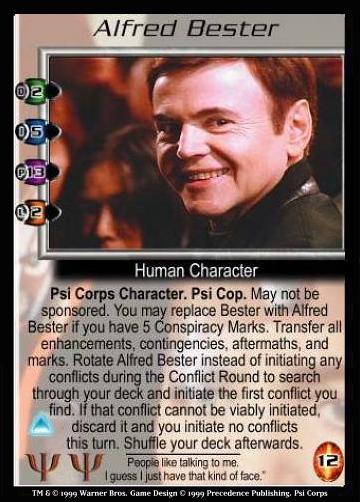 Alfred Bester
D 2
I 5
P 13
L 2
Human Character
Psi Corps Character. Psi Cop. May not be
sponsored. You may replace Bester with Alfred
Bester if you have 5 Conspiracy Marks. Transfer all
enhancements, contingencies, aftermaths, and
marks. Rotate Alfred Bester instead of initiating any
conflicts during the Conflict Round to search
through your deck and initiate the first conflict you
find. If that conflict cannot be viably initiated,
discard it and you initiate no conflicts
this turn. Shuffle your deck afterwards.
People like talking to me.
I guess I just have that kind of face.”
12
TM & © 1999 Warner Bros. Game Design © 1999 Precedence Publishing. Psi Corps